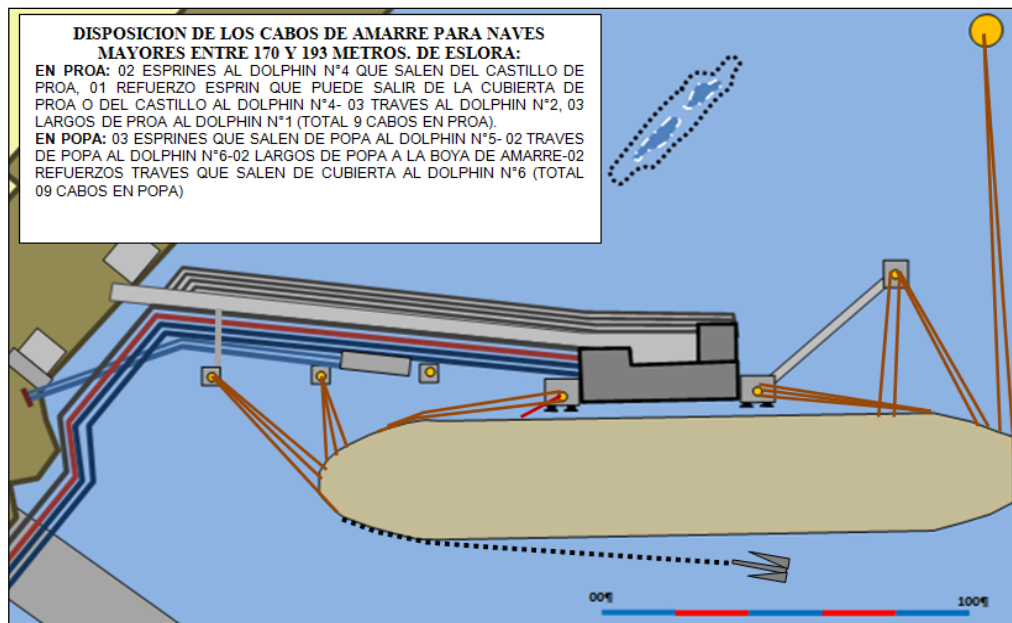 DISPOSICION DE LOS CABOS DE AMARRE PARA NAVES
MAYORES ENTRE 170 Y 193 METROS. DE ESLORA:
EN PROA: 02 ESPRINES AL DOLPHIN N°4 QUE SALEN DEL CASTILLO DE
PROA, 01 REFUERZO ESPRIN QUE PUEDE SALIR DE LA CUBIERTA DE
PROA O DEL CASTILLO AL DOLPHIN N°4- 03 TRAVES AL DOLPHIN N°2, 03
LARGOS DE PROA AL DOLPHIN N°1 (TOTAL 9 CABOS EN PROA).
EN POPA: 03 ESPRINES QUE SALEN DE POPA AL DOLPHIN N°5- 02 TRAVES
DE POPA AL DOLPHIN N°6-02 LARGOS DE POPA A LA BOYA DE AMARRE-02
REFUERZOS TRAVES QUE SALEN DE CUBIERTA AL DOLPHIN N°6 (TOTAL
09 CABOS EN POPA)
00¶ 100¶